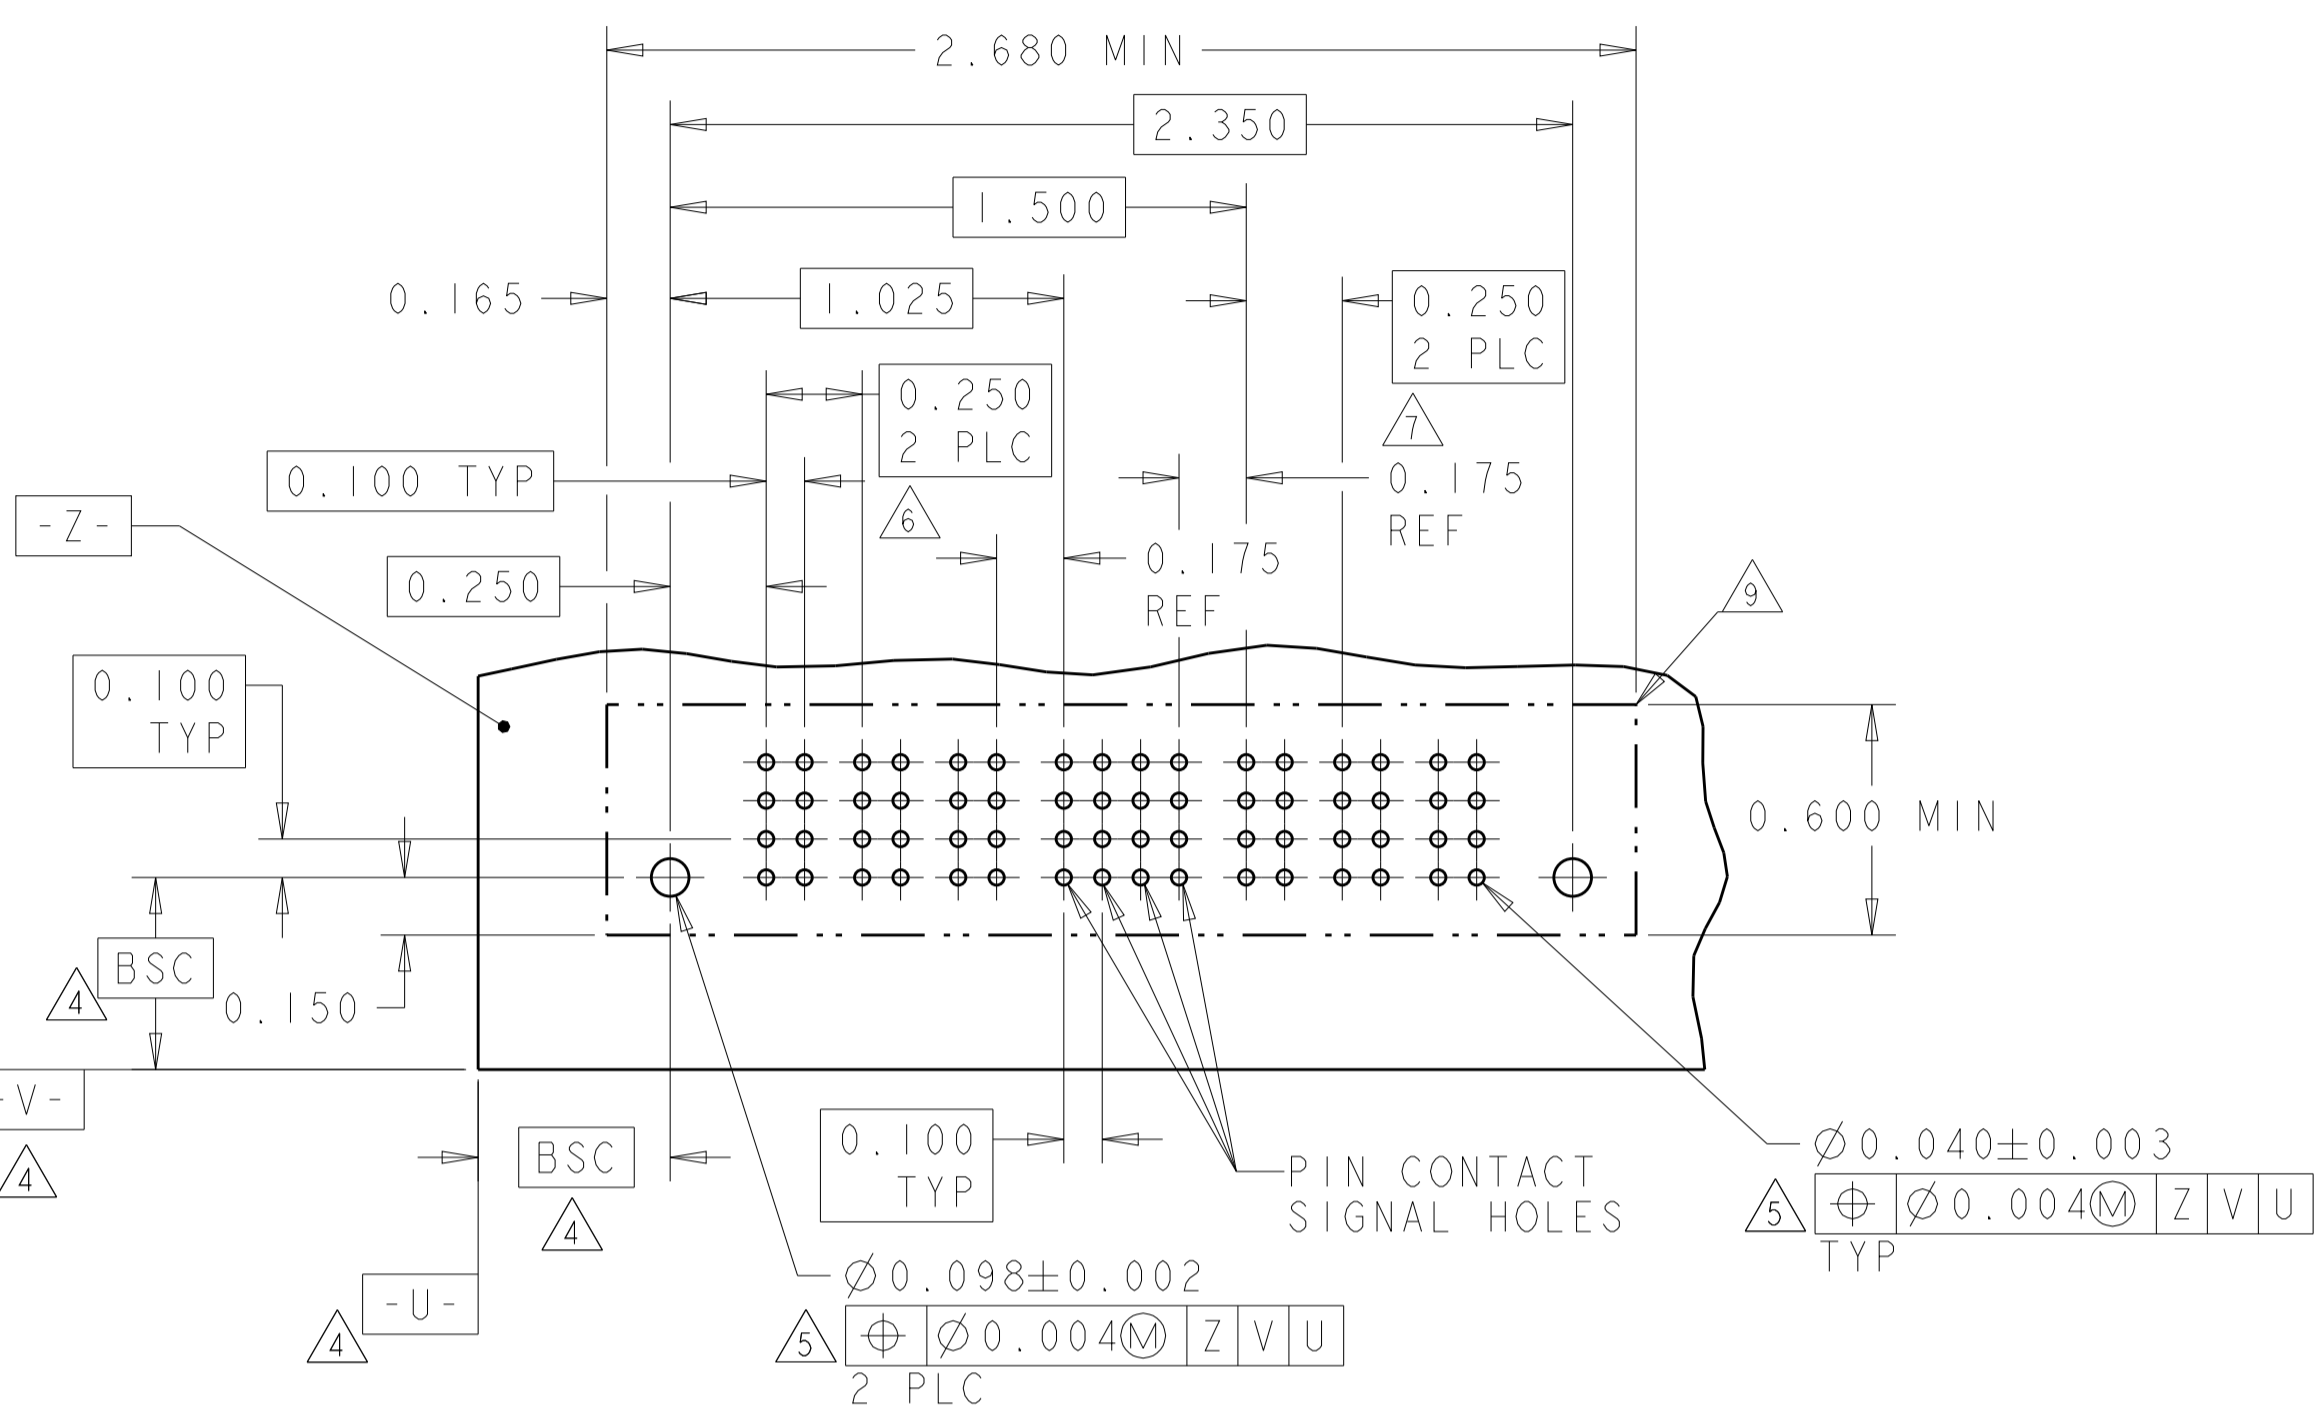 2.680 MIN
2.350
1.500
0.165
1.025
0.250
2 PLC
7
0.250
2 PLC
6
0.100 TYP
0.175
REF
-Z-
0.175
REF
0.250
9
0.100
TYP
0.600 MIN
BSC
4
0.150
-V-
4
BSC
4
0.100
TYP
PIN CONTACT
SIGNAL HOLES
Ø0.040±0.003
5
⌖ Ø0.004Ⓜ Z V U
TYP
-U-
4
Ø0.098±0.002
5
⌖ Ø0.004Ⓜ Z V U
2 PLC